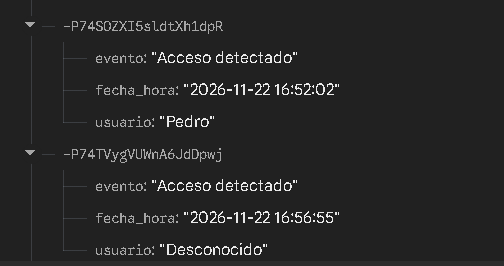 -P74SOZXI5sldtXh1dpR
evento: "Acceso detectado"
fecha_hora: "2026-11-22 16:52:02"
usuario: "Pedro"
-P74TVygVUWnA6JdDpwj
evento: "Acceso detectado"
fecha_hora: "2026-11-22 16:56:55"
usuario: "Desconocido"